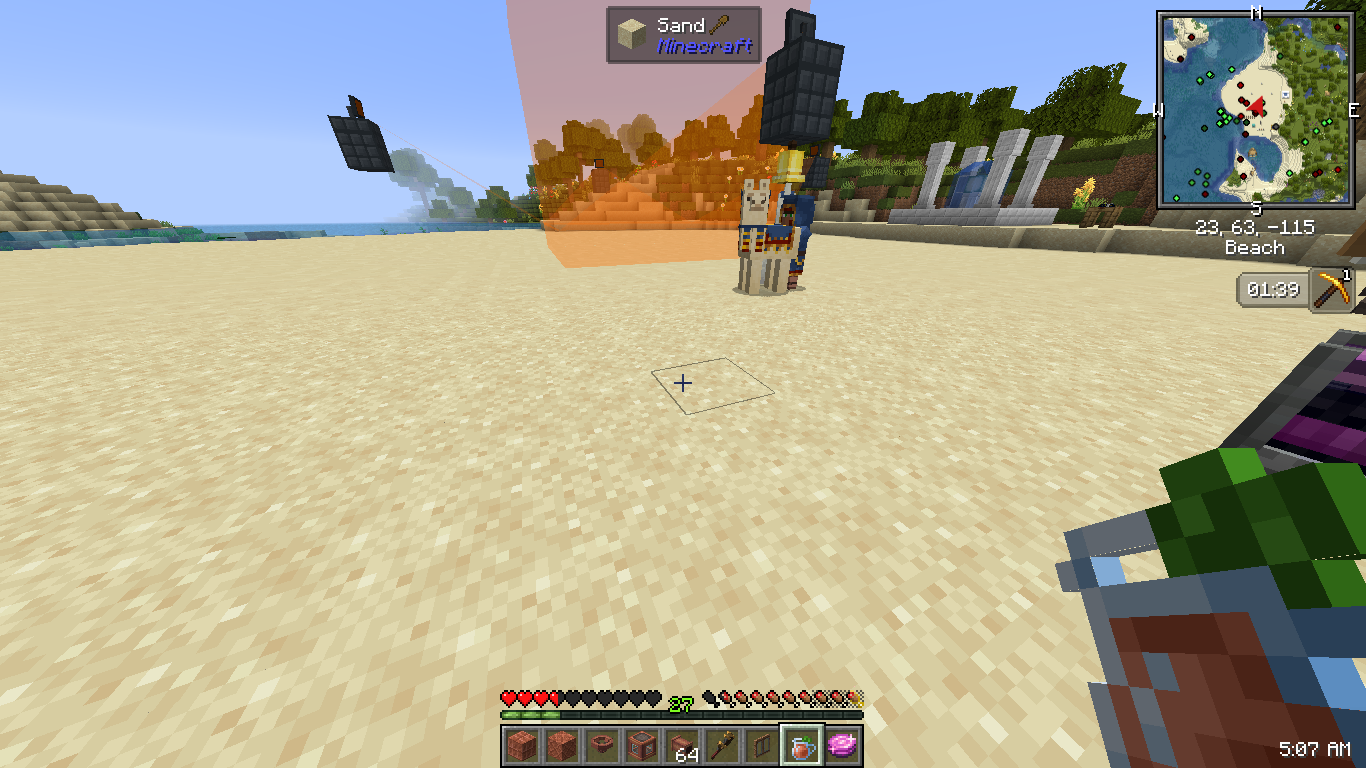 Sand
Minecraft
N
W
E
S
23, 63, -115
Beach
1
01:39
27
64
5:07 AM